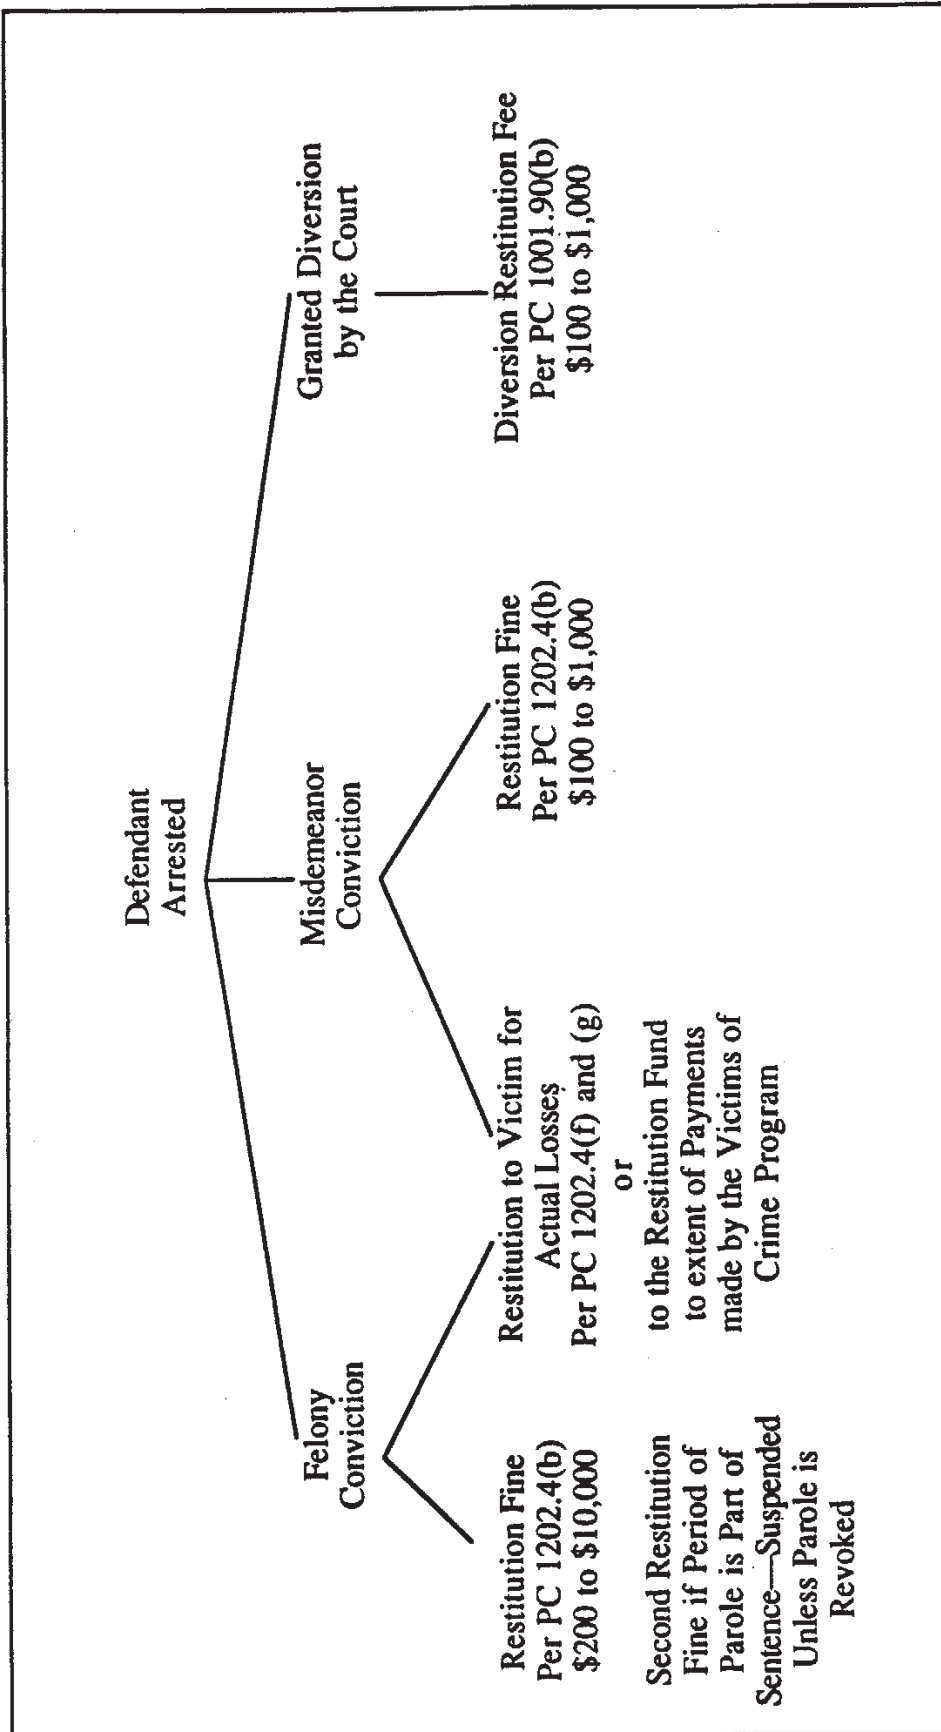 Defendant
Arrested
Felony
Conviction
Misdemeanor
Conviction
Granted Diversion
by the Court
Restitution Fine
Per PC 1202.4(b)
$200 to $10,000
Second Restitution
Fine if Period of
Parole is Part of
Sentence—Suspended
Unless Parole is
Revoked
Restitution to Victim for
Actual Losses
Per PC 1202.4(f) and (g)
or
to the Restitution Fund
to extent of Payments
made by the Victims of
Crime Program
Restitution Fine
Per PC 1202.4(b)
$100 to $1,000
Diversion Restitution Fee
Per PC 1001.90(b)
$100 to $1,000